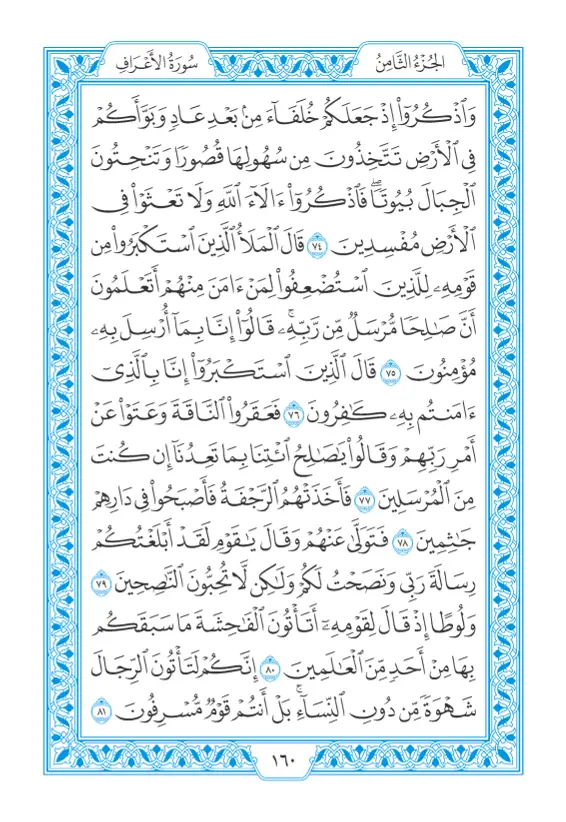 الجُزْءُ الثَّامِنُ
سُورَةُ الأَعْرَافِ
وَٱذْكُرُوٓا۟ إِذْ جَعَلَكُمْ خُلَفَآءَ مِنۢ بَعْدِ عَادٍ وَبَوَّأَكُمْ
فِى ٱلْأَرْضِ تَتَّخِذُونَ مِن سُهُولِهَا قُصُورًا وَتَنْحِتُونَ
ٱلْجِبَالَ بُيُوتًا ۖ فَٱذْكُرُوٓا۟ ءَالَآءَ ٱللَّهِ وَلَا تَعْثَوْا۟ فِى
ٱلْأَرْضِ مُفْسِدِينَ ٧٤ قَالَ ٱلْمَلَأُ ٱلَّذِينَ ٱسْتَكْبَرُوا۟ مِن
قَوْمِهِۦ لِلَّذِينَ ٱسْتُضْعِفُوا۟ لِمَنْ ءَامَنَ مِنْهُمْ أَتَعْلَمُونَ
أَنَّ صَٰلِحًا مُّرْسَلٌ مِّن رَّبِّهِۦ ۚ قَالُوٓا۟ إِنَّا بِمَآ أُرْسِلَ بِهِۦ
مُؤْمِنُونَ ٧٥ قَالَ ٱلَّذِينَ ٱسْتَكْبَرُوٓا۟ إِنَّا بِٱلَّذِىٓ
ءَامَنتُم بِهِۦ كَٰفِرُونَ ٧٦ فَعَقَرُوا۟ ٱلنَّاقَةَ وَعَتَوْا۟ عَنْ
أَمْرِ رَبِّهِمْ وَقَالُوا۟ يَٰصَٰلِحُ ٱئْتِنَا بِمَا تَعِدُنَآ إِن كُنتَ
مِنَ ٱلْمُرْسَلِينَ ٧٧ فَأَخَذَتْهُمُ ٱلرَّجْفَةُ فَأَصْبَحُوا۟ فِى دَارِهِمْ
جَٰثِمِينَ ٧٨ فَتَوَلَّىٰ عَنْهُمْ وَقَالَ يَٰقَوْمِ لَقَدْ أَبْلَغْتُكُمْ
رِسَالَةَ رَبِّى وَنَصَحْتُ لَكُمْ وَلَٰكِن لَّا تُحِبُّونَ ٱلنَّٰصِحِينَ ٧٩
وَلُوطًا إِذْ قَالَ لِقَوْمِهِۦٓ أَتَأْتُونَ ٱلْفَٰحِشَةَ مَا سَبَقَكُم
بِهَا مِنْ أَحَدٍ مِّنَ ٱلْعَٰلَمِينَ ٨٠ إِنَّكُمْ لَتَأْتُونَ ٱلرِّجَالَ
شَهْوَةً مِّن دُونِ ٱلنِّسَآءِ ۚ بَلْ أَنتُمْ قَوْمٌ مُّسْرِفُونَ ٨١
١٦٠